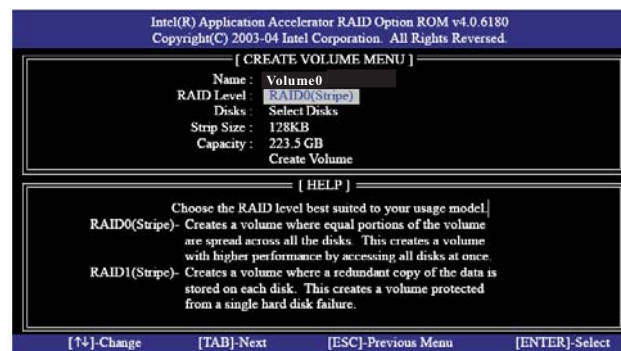 Intel(R) Application Accelerator RAID Option ROM v4.0.6180
Copyright(C) 2003-04 Intel Corporation. All Rights Reversed.
[ CREATE VOLUME MENU ]
Name : Volume0
RAID Level : RAID0(Stripe)
Disks : Select Disks
Strip Size : 128KB
Capacity : 223.5 GB
Create Volume
[ HELP ]
Choose the RAID level best suited to your usage model.
RAID0(Stripe)- Creates a volume where equal portions of the volume
are spread across all the disks. This creates a volume
with higher performance by accessing all disks at once.
RAID1(Stripe)- Creates a volume where a redundant copy of the data is
stored on each disk. This creates a volume protected
from a single hard disk failure.
[↑↓]-Change [TAB]-Next [ESC]-Previous Menu [ENTER]-Select